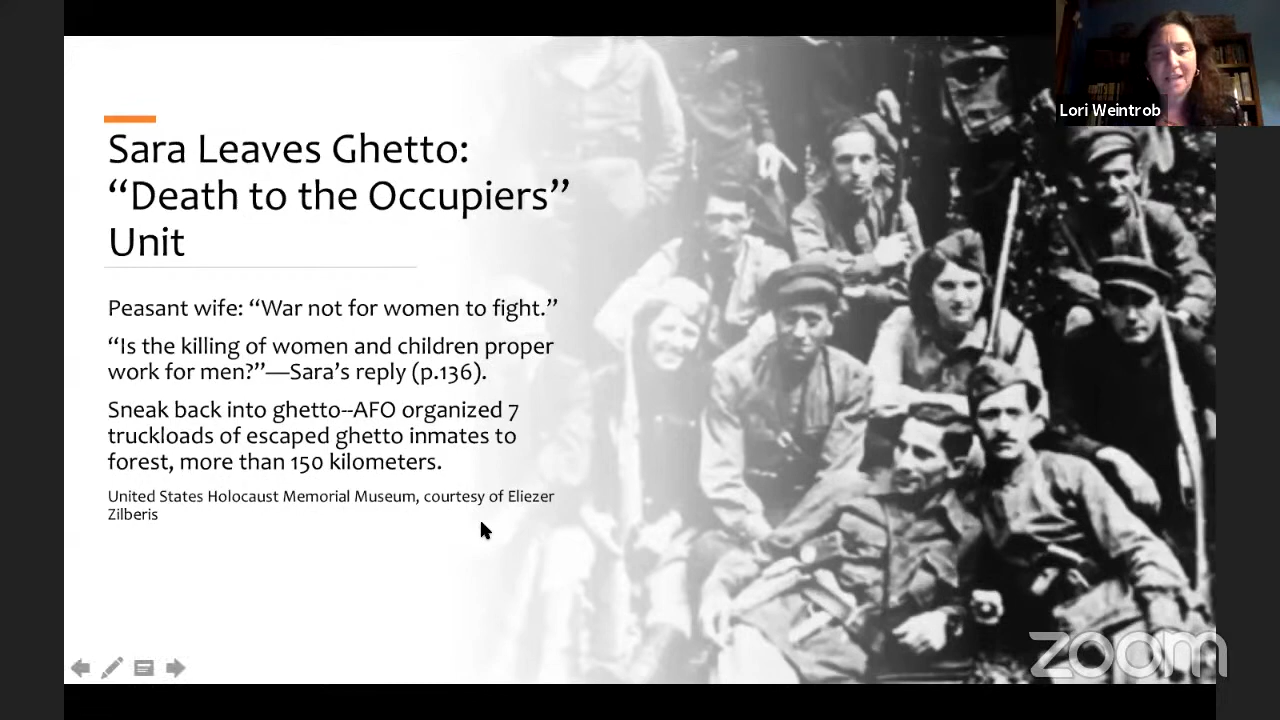 Lori Weintrob
Sara Leaves Ghetto:
“Death to the Occupiers”
Unit
Peasant wife: “War not for women to fight.”
“Is the killing of women and children proper
work for men?”—Sara’s reply (p.136).
Sneak back into ghetto--AFO organized 7
truckloads of escaped ghetto inmates to
forest, more than 150 kilometers.
United States Holocaust Memorial Museum, courtesy of Eliezer
Zilberis
zoom